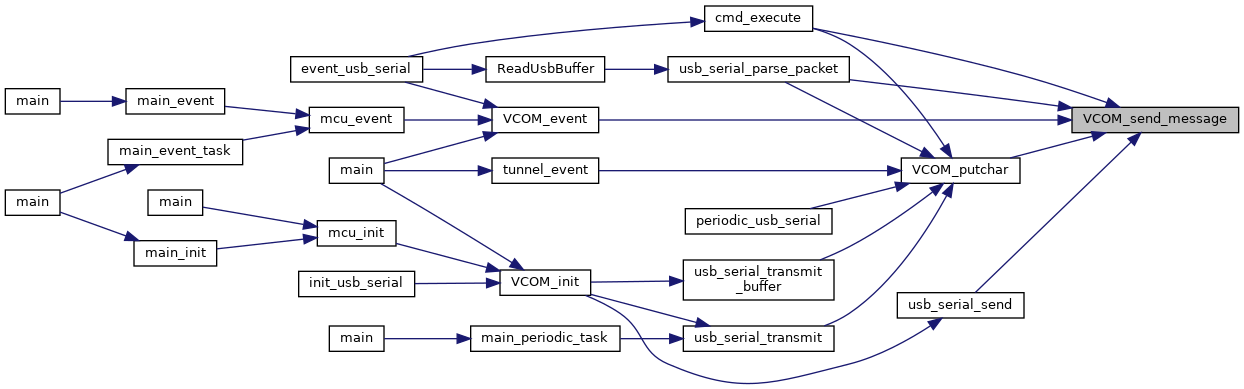 cmd_execute
event_usb_serial
ReadUsbBuffer
usb_serial_parse_packet
main
main_event
mcu_event
VCOM_event
VCOM_send_message
main_event_task
main
tunnel_event
VCOM_putchar
main
main
mcu_init
periodic_usb_serial
main_init
init_usb_serial
VCOM_init
usb_serial_transmit
_buffer
usb_serial_send
main
main_periodic_task
usb_serial_transmit